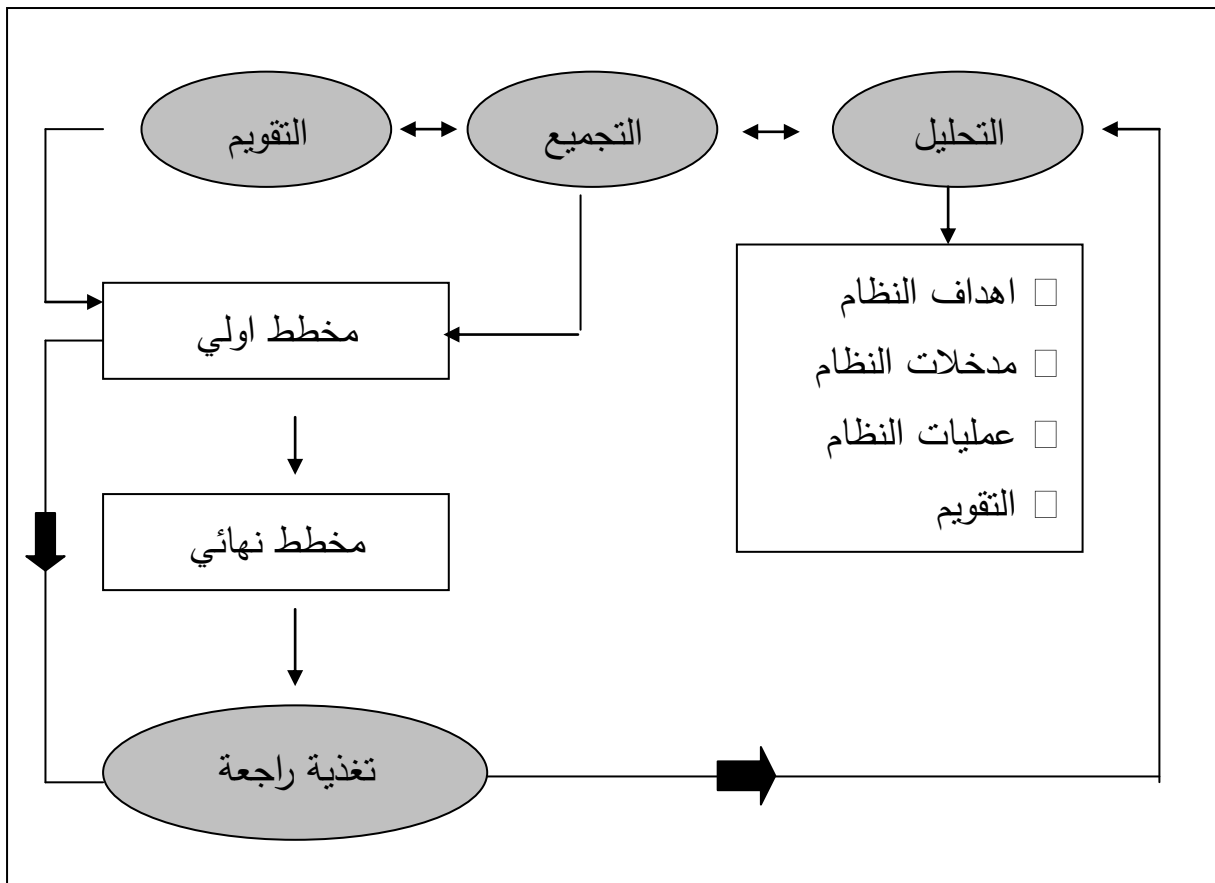 التحليل
التجميع
التقويم
□ اهداف النظام
□ مدخلات النظام
□ عمليات النظام
□ التقويم
مخطط اولي
مخطط نهائي
تغذية راجعة